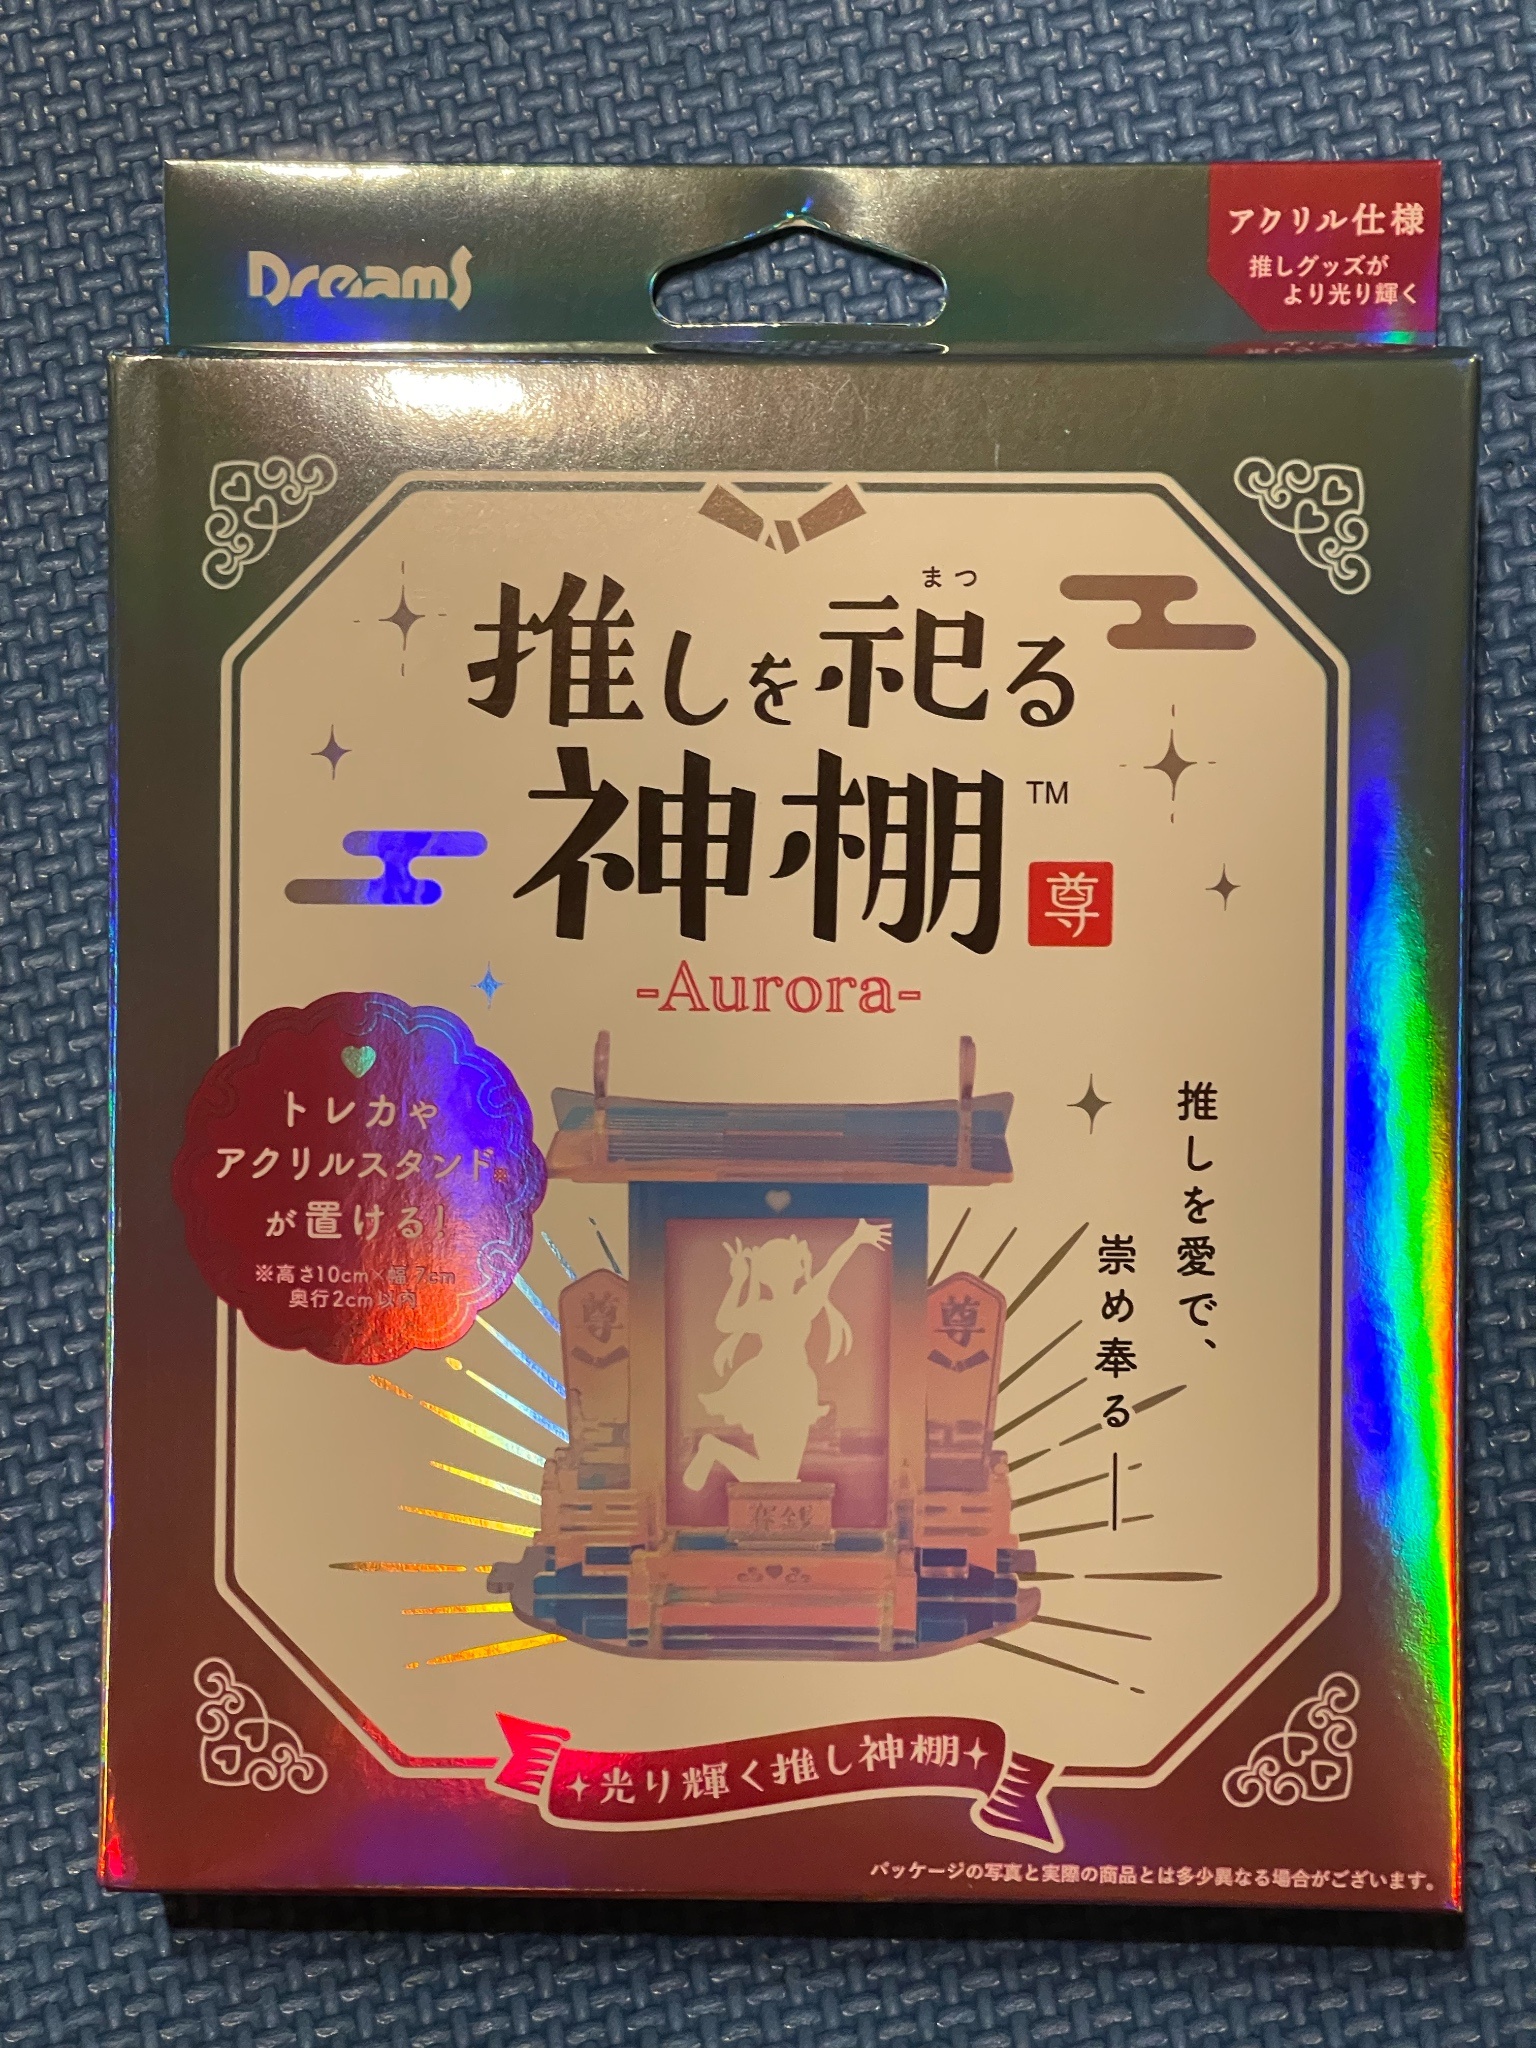 Dreams
アクリル仕様
推しグッズが
より光り輝く
まつ
推しを祀る
神棚™
尊
-Aurora-
トレカや
アクリルスタンド※
が置ける!
※高さ10cm×幅7cm
奥行2cm以内
推しを愛で、
崇め奉る―
尊
尊
賽銭
光り輝く推し神棚
パッケージの写真と実際の商品とは多少異なる場合がございます。